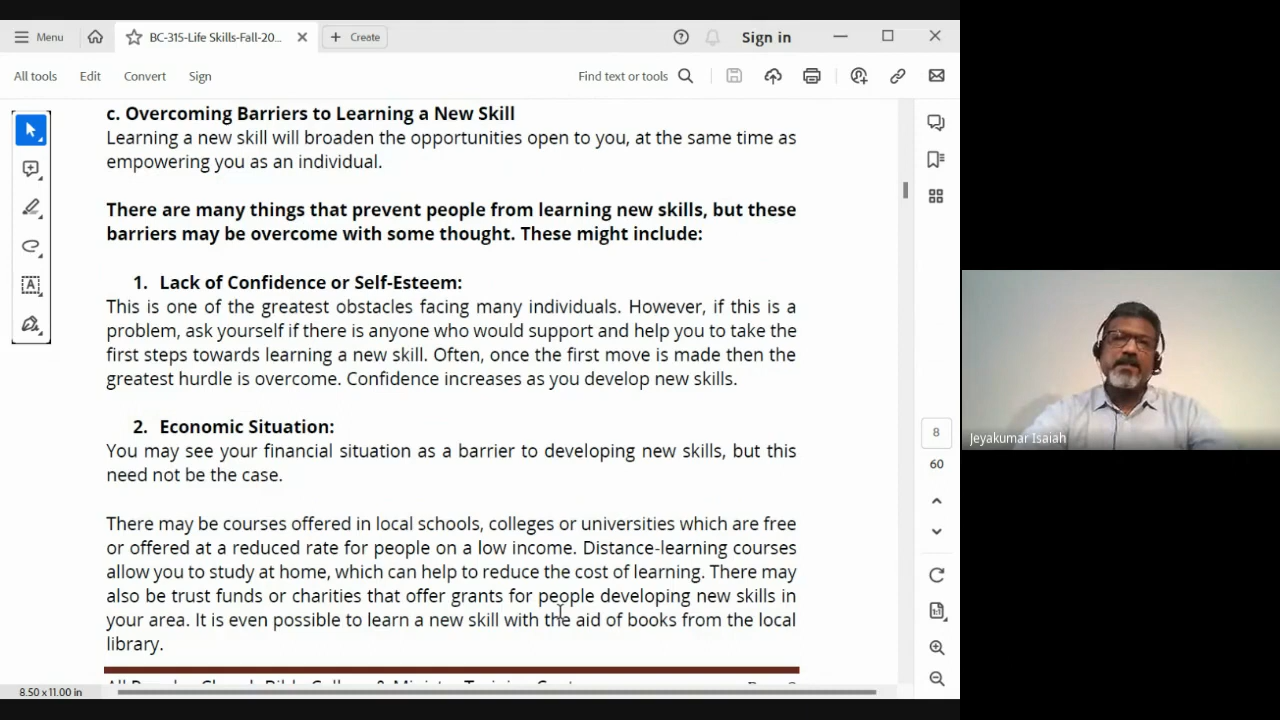 Menu
BC-315-Life Skills-Fall-20...
Create
Sign in
All tools
Edit
Convert
Sign
Find text or tools
c. Overcoming Barriers to Learning a New Skill
Learning a new skill will broaden the opportunities open to you, at the same time as
empowering you as an individual.
There are many things that prevent people from learning new skills, but these
barriers may be overcome with some thought. These might include:
1. Lack of Confidence or Self-Esteem:
This is one of the greatest obstacles facing many individuals. However, if this is a
problem, ask yourself if there is anyone who would support and help you to take the
first steps towards learning a new skill. Often, once the first move is made then the
greatest hurdle is overcome. Confidence increases as you develop new skills.
2. Economic Situation:
You may see your financial situation as a barrier to developing new skills, but this
need not be the case.
There may be courses offered in local schools, colleges or universities which are free
or offered at a reduced rate for people on a low income. Distance-learning courses
allow you to study at home, which can help to reduce the cost of learning. There may
also be trust funds or charities that offer grants for people developing new skills in
your area. It is even possible to learn a new skill with the aid of books from the local
library.
8
60
1:1
8.50 x 11.00 in
Jeyakumar Isaiah